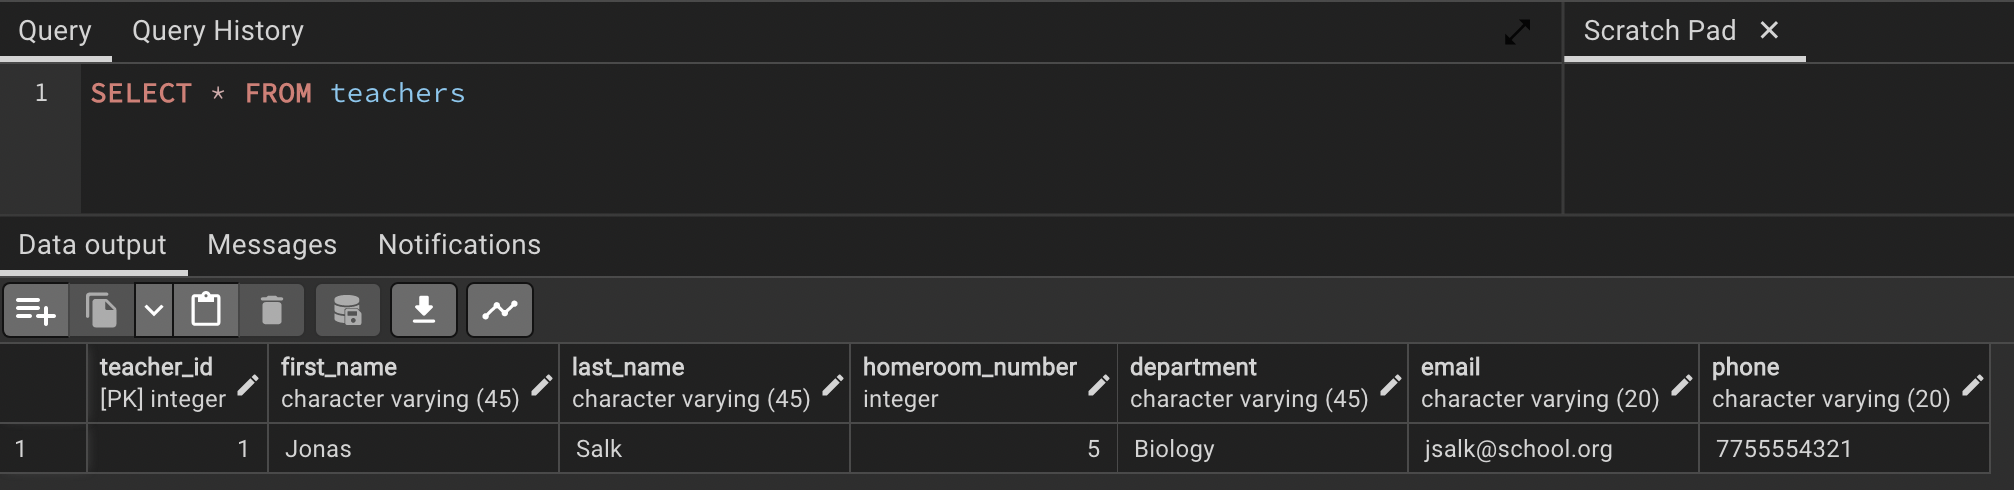 Query Query History Scratch Pad
1 SELECT * FROM teachers
Data output Messages Notifications
teacher_id first_name last_name homeroom_number department email phone
[PK] integer character varying (45) character varying (45) integer character varying (45) character varying (20) character varying (20)
1 1 Jonas Salk 5 Biology jsalk@school.org 7755554321